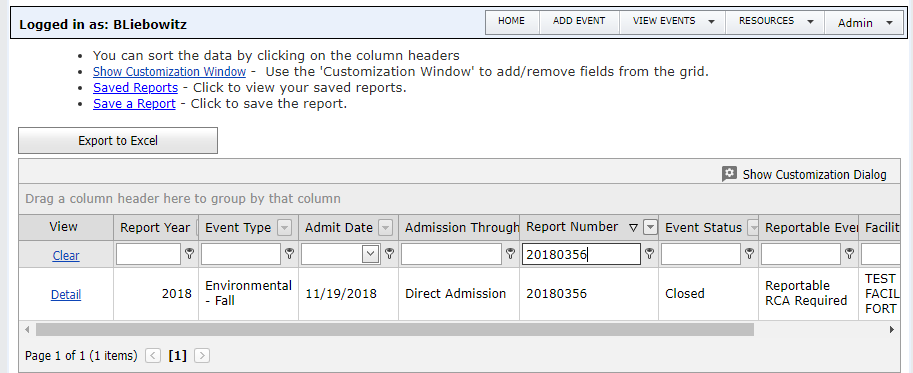 Logged in as: BLiebowitz
HOME ADD EVENT VIEW EVENTS RESOURCES Admin
• You can sort the data by clicking on the column headers
• Show Customization Window - Use the 'Customization Window' to add/remove fields from the grid.
• Saved Reports - Click to view your saved reports.
• Save a Report - Click to save the report.
Export to Excel
Show Customization Dialog
Drag a column header here to group by that column
View Report Year Event Type Admit Date Admission Through Report Number Event Status Reportable Even Facilit
Clear 20180356
Detail 2018 Environmental - Fall 11/19/2018 Direct Admission 20180356 Closed Reportable RCA Required TEST FACIL FORT
Page 1 of 1 (1 items) < [1] >